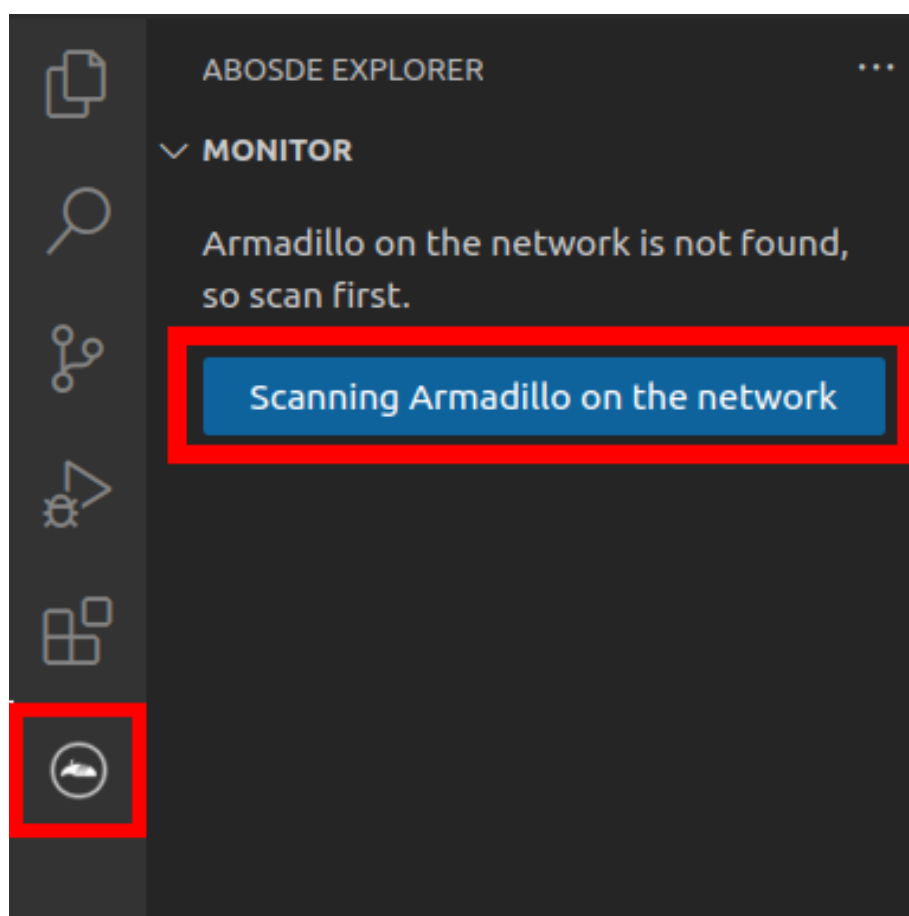 ABOSDE EXPLORER
MONITOR
Armadillo on the network is not found,
so scan first.
Scanning Armadillo on the network